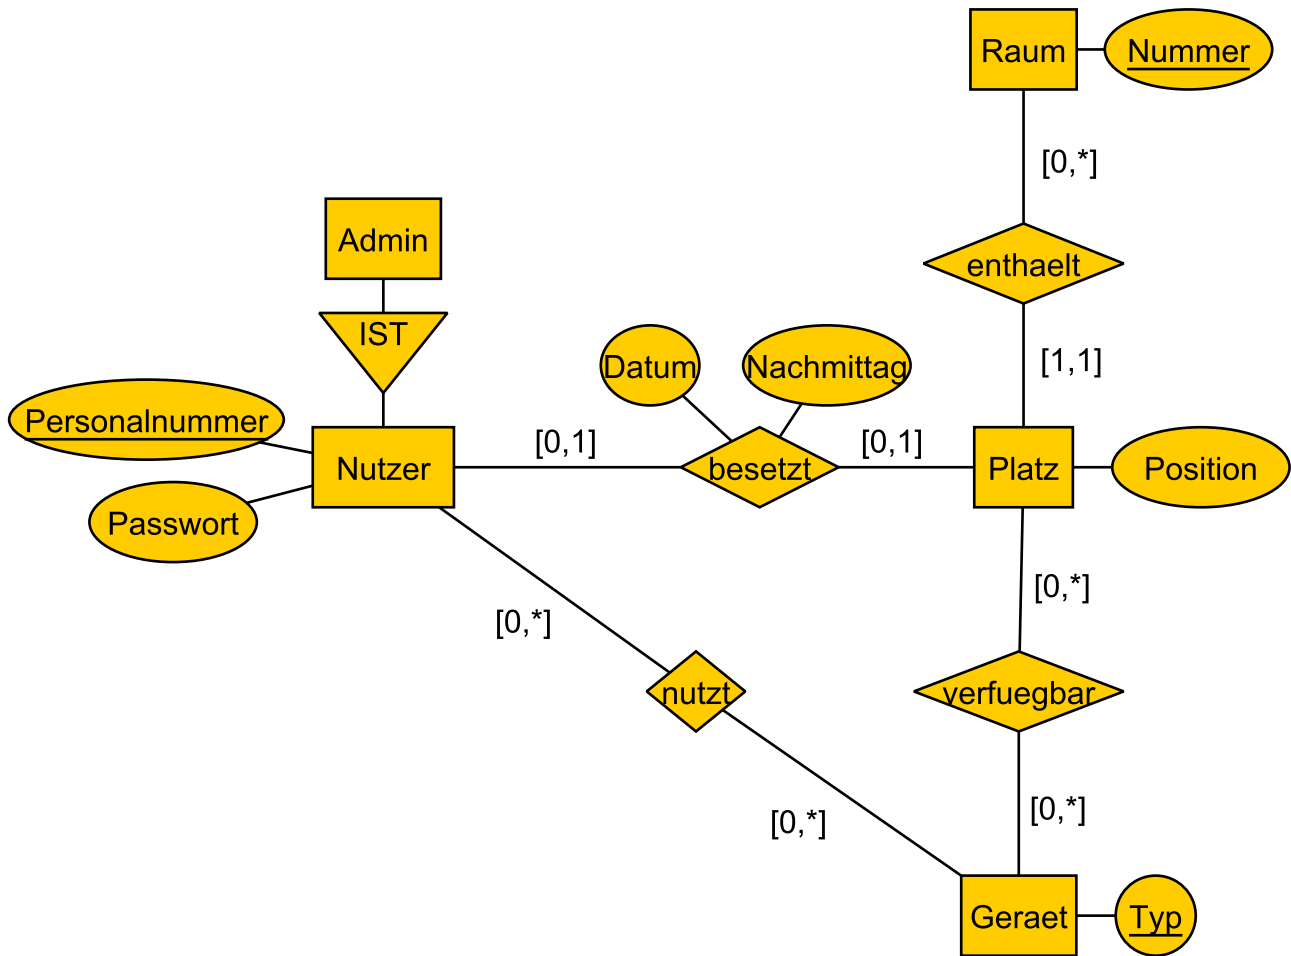 Raum
Nummer
[0,*]
Admin
enthaelt
IST
Datum
Nachmittag
[1,1]
Personalnummer
[0,1]
[0,1]
Nutzer
besetzt
Platz
Position
Passwort
[0,*]
[0,*]
nutzt
verfuegbar
[0,*]
[0,*]
Geraet
Typ